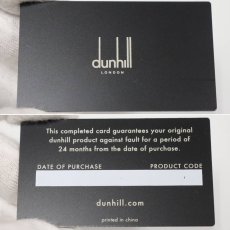 dunhill
LONDON
This completed card guarantees your original
dunhill product against fault for a period of
24 months from the date of purchase.
DATE OF PURCHASE PRODUCT CODE
dunhill.com
printed in china